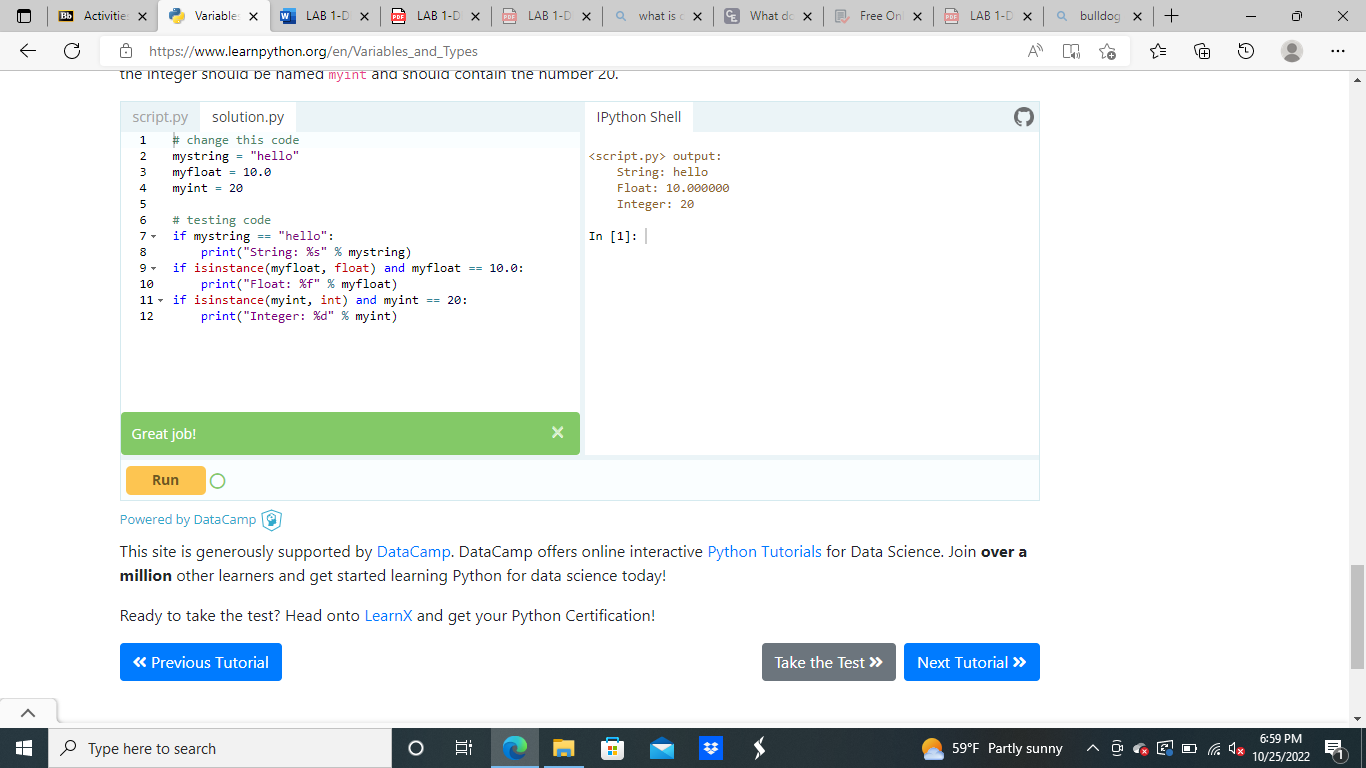 Bb Activities
Variables
LAB 1-D
LAB 1-D
LAB 1-D
what is
What do
Free Onl
LAB 1-D
bulldog
https://www.learnpython.org/en/Variables_and_Types
the integer should be named myint and should contain the number 20.
script.py solution.py
1 # change this code
2 mystring = "hello"
3 myfloat = 10.0
4 myint = 20
5
6 # testing code
7 if mystring == "hello":
8 print("String: %s" % mystring)
9 if isinstance(myfloat, float) and myfloat == 10.0:
10 print("Float: %f" % myfloat)
11 if isinstance(myint, int) and myint == 20:
12 print("Integer: %d" % myint)
IPython Shell
<script.py> output:
String: hello
Float: 10.000000
Integer: 20
In [1]:
Great job!
Run
Powered by DataCamp
This site is generously supported by DataCamp. DataCamp offers online interactive Python Tutorials for Data Science. Join over a
million other learners and get started learning Python for data science today!
Ready to take the test? Head onto LearnX and get your Python Certification!
Previous Tutorial
Take the Test
Next Tutorial
Type here to search
59°F Partly sunny
6:59 PM
10/25/2022
1